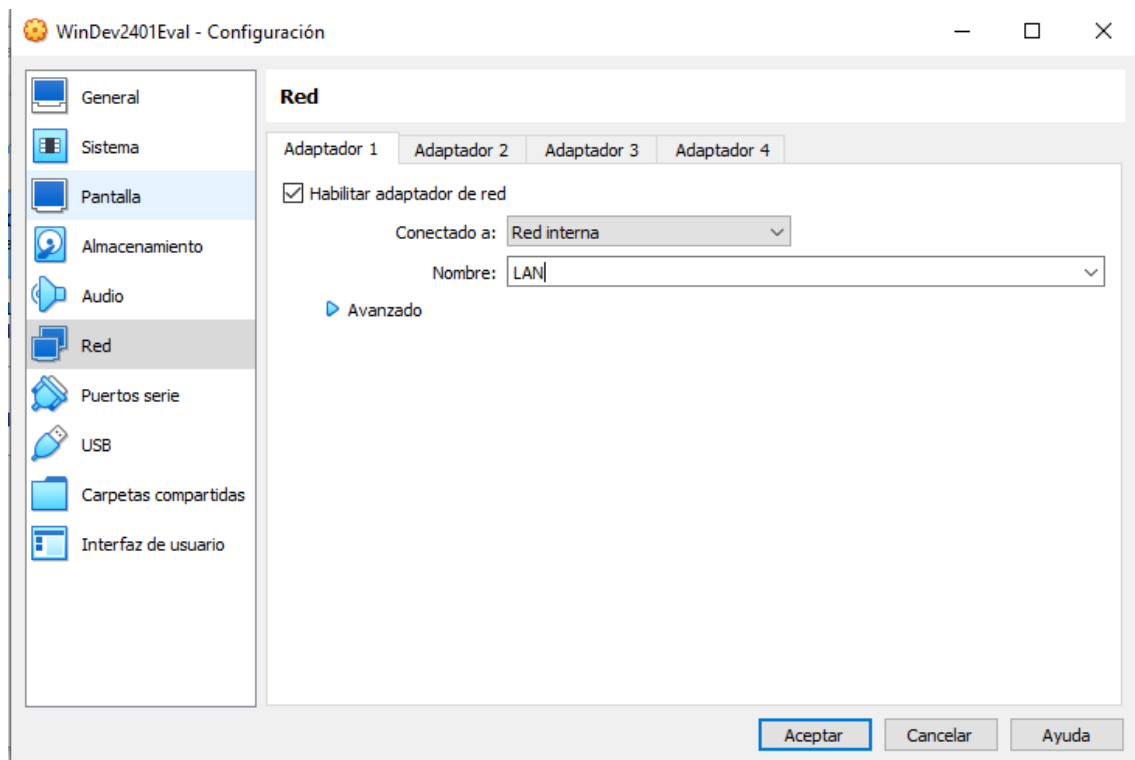 WinDev2401Eval - Configuración
General
Sistema
Pantalla
Almacenamiento
Audio
Red
Puertos serie
USB
Carpetas compartidas
Interfaz de usuario
Red
Adaptador 1 Adaptador 2 Adaptador 3 Adaptador 4
Habilitar adaptador de red
Conectado a: Red interna
Nombre: LAN
Avanzado
Aceptar Cancelar Ayuda